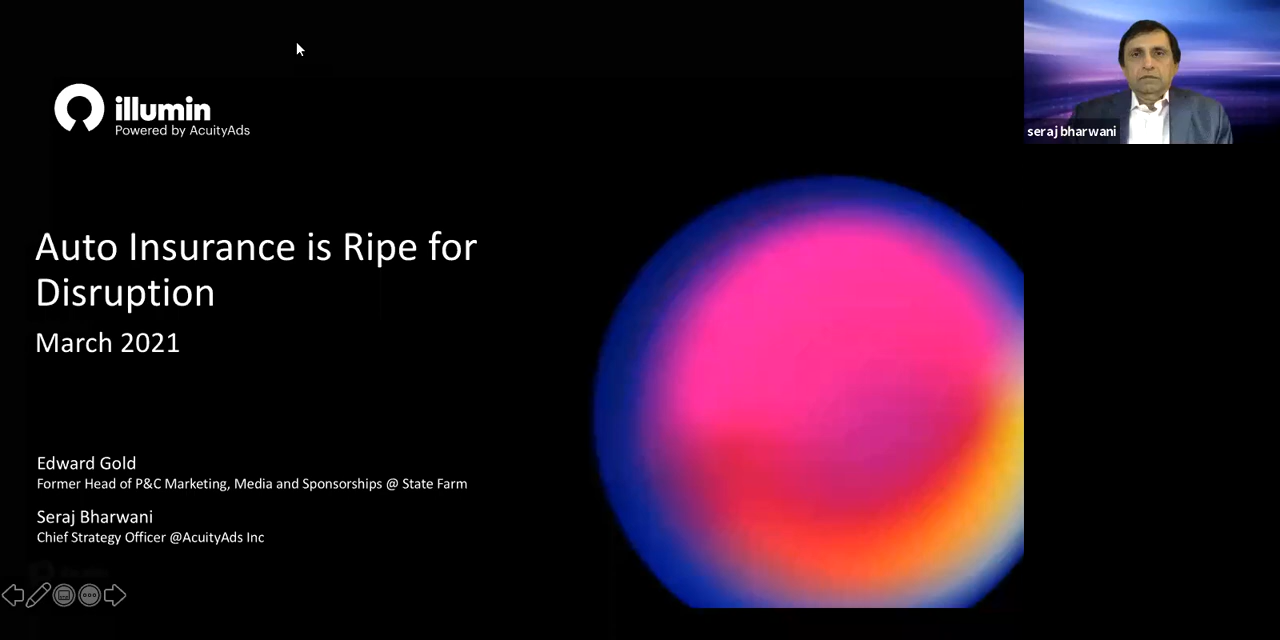 illumin
Powered by AcuityAds
seraj bharwani
Auto Insurance is Ripe for
Disruption
March 2021
Edward Gold
Former Head of P&C Marketing, Media and Sponsorships @ State Farm
Seraj Bharwani
Chief Strategy Officer @AcuityAds Inc